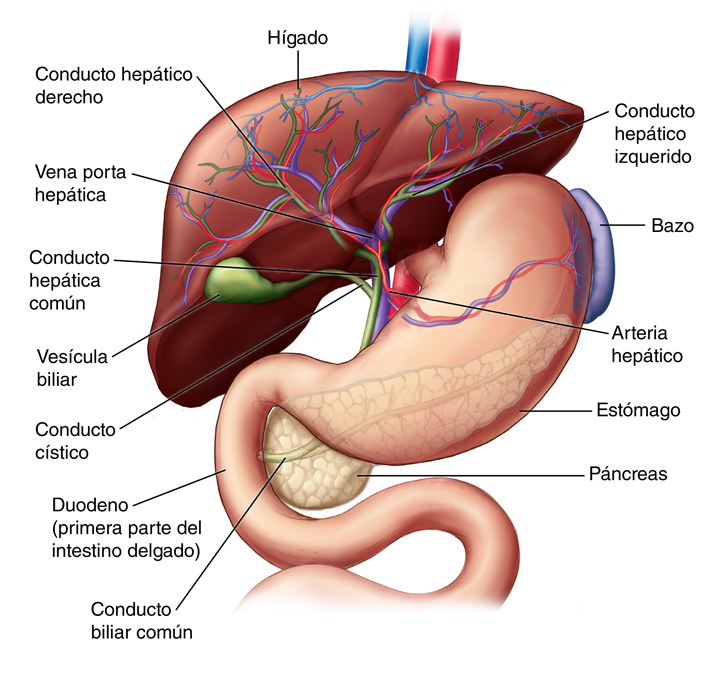 Hígado
Conducto hepático
derecho
Conducto
hepático
izquerido
Vena porta
hepática
Bazo
Conducto
hepática
común
Arteria
hepático
Vesícula
biliar
Estómago
Conducto
cístico
Páncreas
Duodeno
(primera parte del
intestino delgado)
Conducto
biliar común